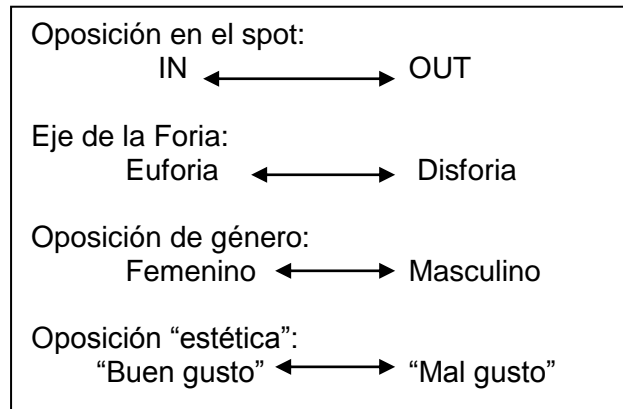 Oposición en el spot:
IN OUT
Eje de la Foria:
Euforia Disforia
Oposición de género:
Femenino Masculino
Oposición “estética”:
“Buen gusto” “Mal gusto”